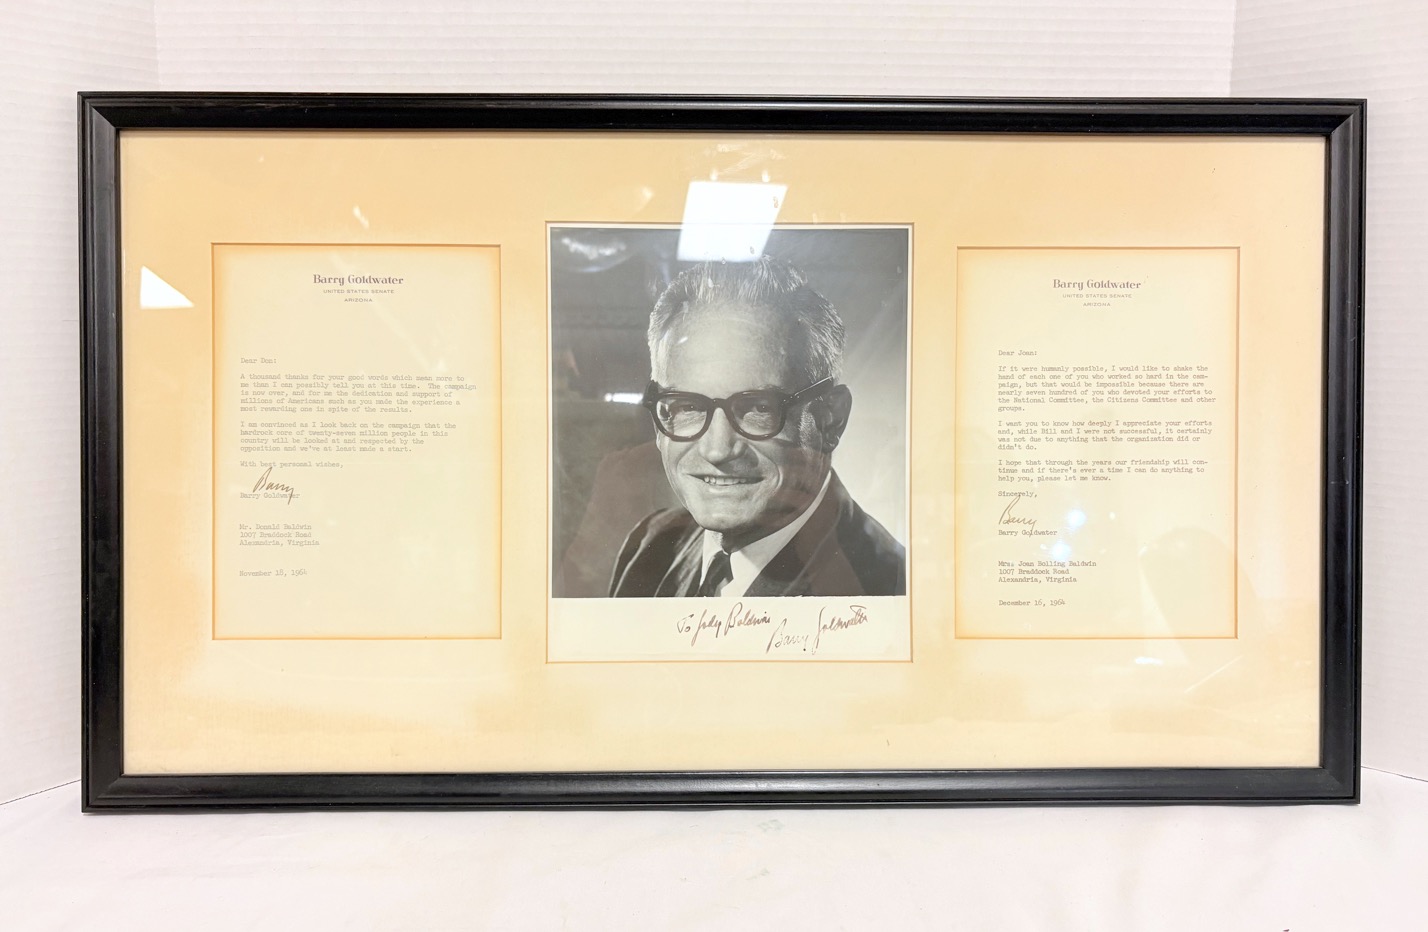 Barry Goldwater
UNITED STATES SENATE
ARIZONA
Dear Don:
A thousand thanks for your good words which mean more to
me than I can possibly tell you at this time. The campaign
is now over, and for me the dedication and support of
millions of Americans such as you made the experience a
most rewarding one in spite of the results.
I am convinced as I look back on the campaign that the
hardrock core of twenty-seven million people in this
country will be looked at and respected by the
opposition and we've at least made a start.
With best personal wishes,
Barry
Barry Goldwater
Mr. Donald Baldwin
1007 Braddock Road
Alexandria, Virginia
November 18, 1964
To Jody Baldwin
Barry Goldwater
Barry Goldwater
UNITED STATES SENATE
ARIZONA
Dear Joan:
If it were humanly possible, I would like to shake the
hand of each one of you who worked so hard in the cam-
paign, but that would be impossible because there are
nearly seven hundred of you who devoted your efforts to
the National Committee, the Citizens Committee and other
groups.
I want you to know how deeply I appreciate your efforts
and, while Bill and I were not successful, it certainly
was not due to anything that the organization did or
didn't do.
I hope that through the years our friendship will con-
tinue and if there's ever a time I can do anything to
help you, please let me know.
Sincerely,
Barry
Barry Goldwater
Mrs. Joan Bolling Baldwin
1007 Braddock Road
Alexandria, Virginia
December 16, 1964